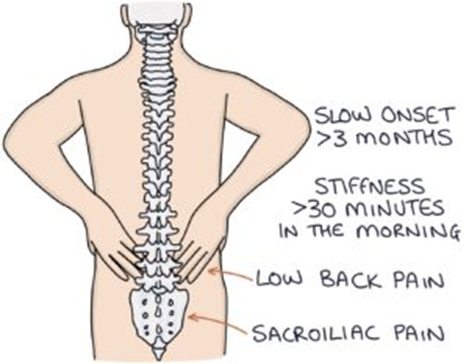 SLOW ONSET
>3 MONTHS
STIFFNESS
>30 MINUTES
IN THE MORNING
LOW BACK PAIN
SACROILIAC PAIN